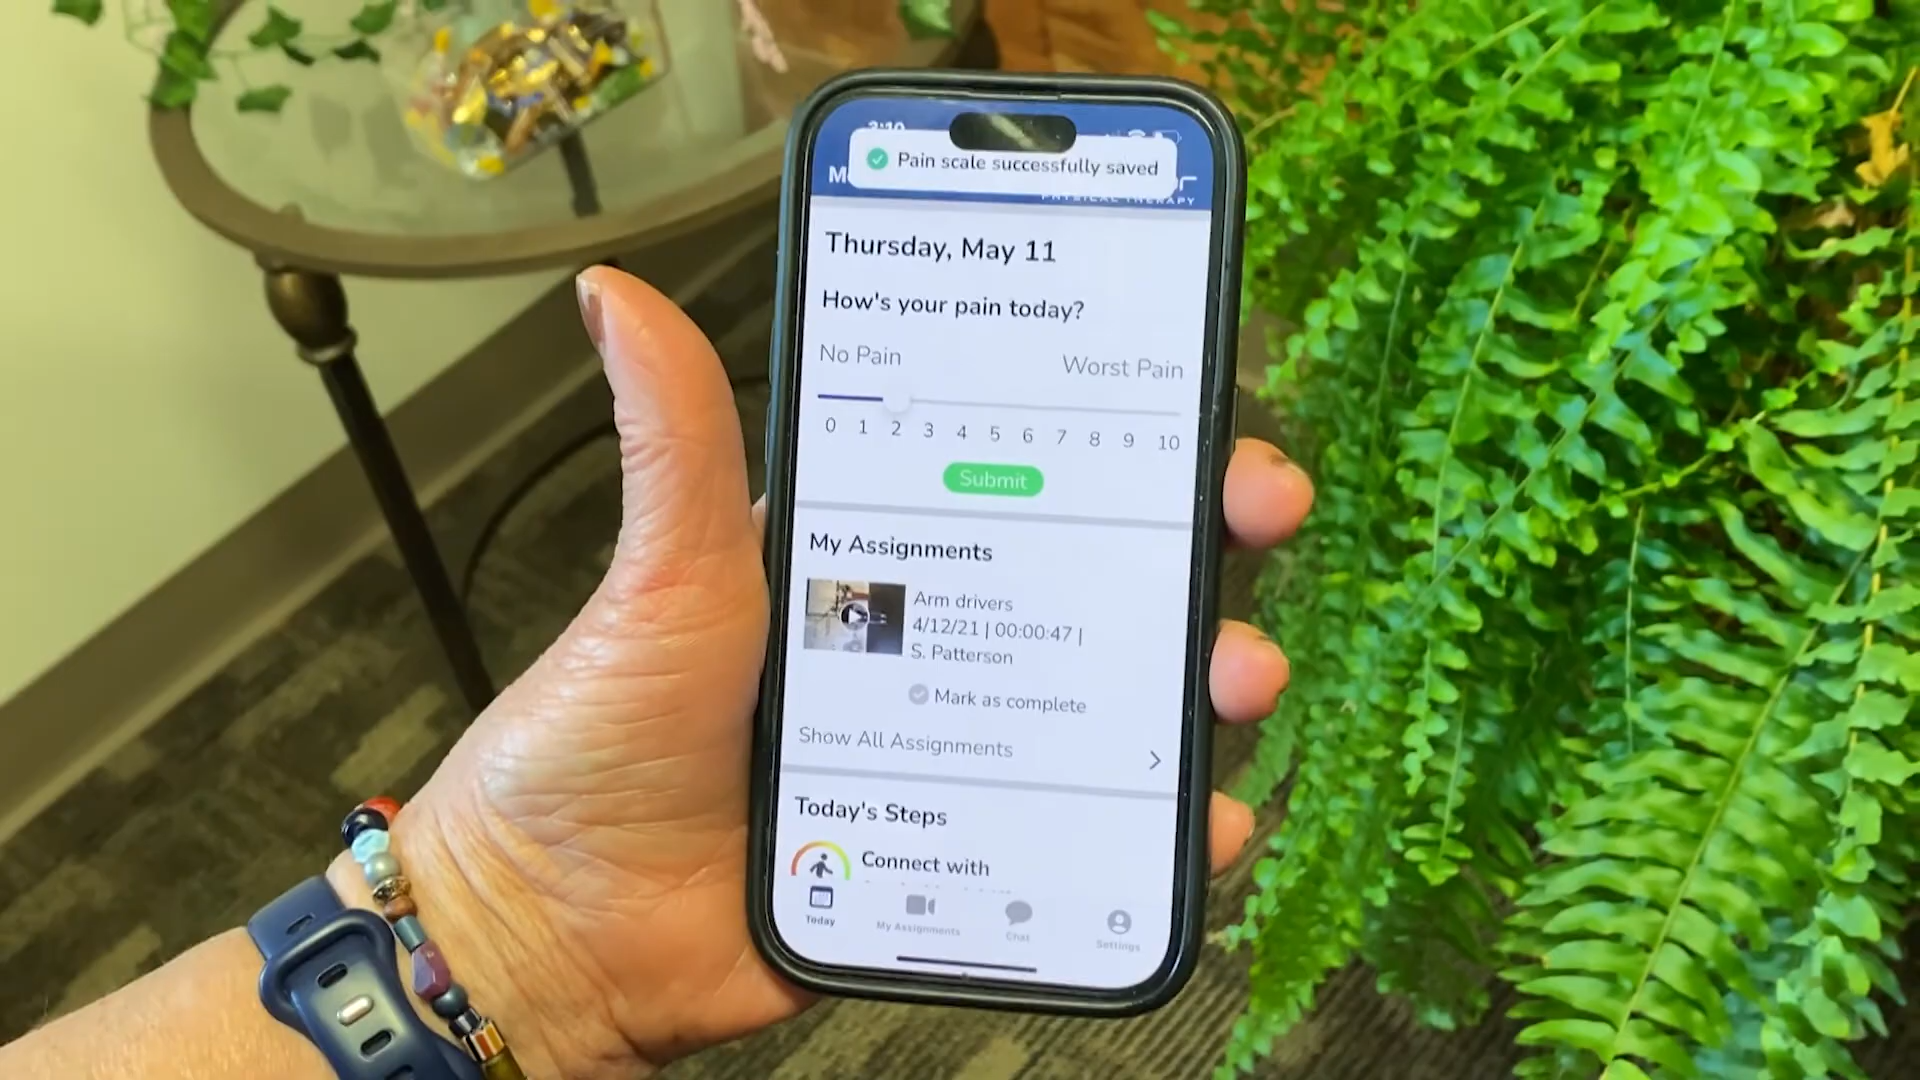 Pain scale successfully saved
PHYSICAL THERAPY
Thursday, May 11
How's your pain today?
No Pain
Worst Pain
0 1 2 3 4 5 6 7 8 9 10
Submit
My Assignments
Arm drivers
4/12/21 | 00:00:47 |
S. Patterson
Mark as complete
Show All Assignments
Today's Steps
Connect with
Today
My Assignments
Chat
Settings